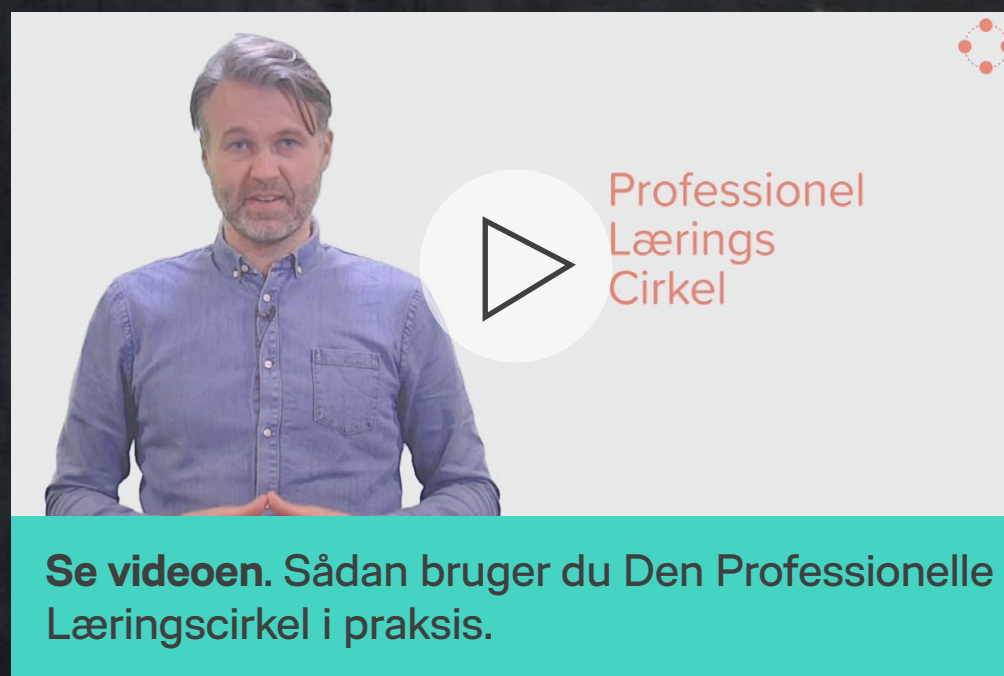 Professionel
Lærings
Cirkel
Se videoen. Sådan bruger du Den Professionelle
Læringscirkel i praksis.